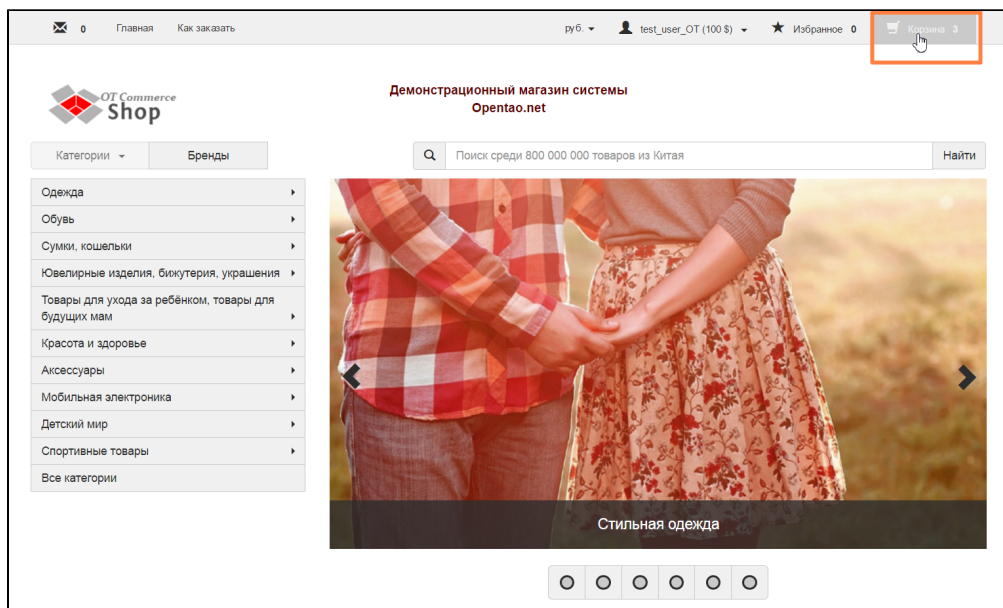 0 Главная Как заказать руб. test_user_OT (100 $) Избранное 0 Корзина 3
OT Commerce
Shop
Демонстрационный магазин системы
Opentao.net
Категории Бренды Поиск среди 800 000 000 товаров из Китая Найти
Одежда
Обувь
Сумки, кошельки
Ювелирные изделия, бижутерия, украшения
Товары для ухода за ребёнком, товары для
будущих мам
Красота и здоровье
Аксессуары
Мобильная электроника
Детский мир
Спортивные товары
Все категории
Стильная одежда